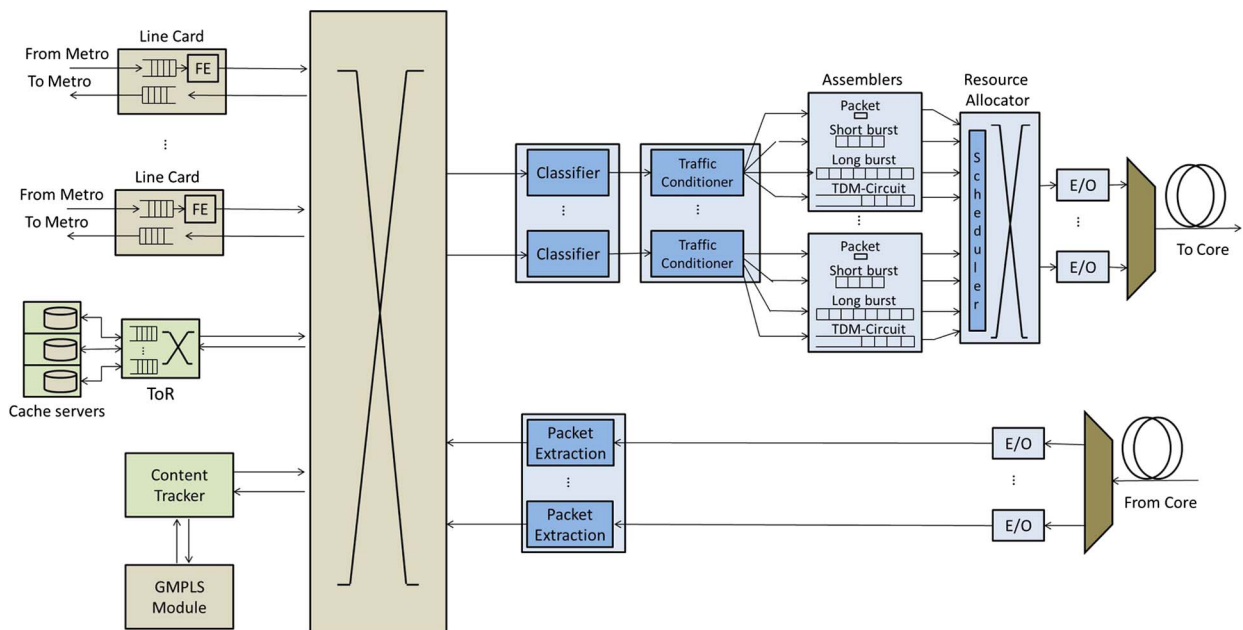 Line Card
From Metro
FE
To Metro
...
Line Card
From Metro
FE
To Metro
Cache servers
ToR
Content
Tracker
GMPLS
Module
Classifier
...
Classifier
Traffic
Conditioner
...
Traffic
Conditioner
Assemblers
Packet
Short burst
Long burst
TDM-Circuit
...
Packet
Short burst
Long burst
TDM-Circuit
Resource
Allocator
Scheduler
E/O
...
E/O
To Core
Packet
Extraction
...
Packet
Extraction
E/O
...
E/O
From Core